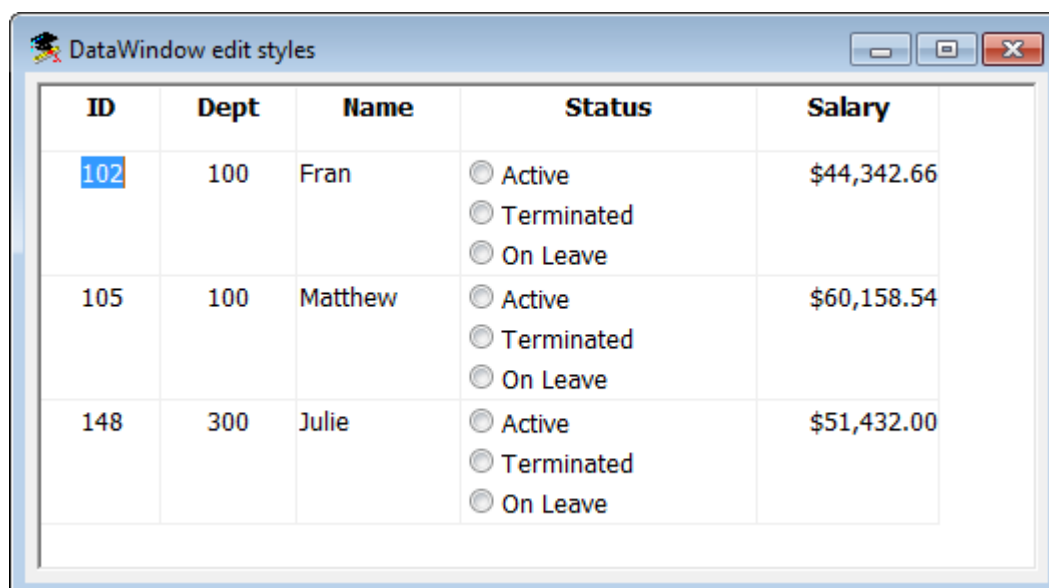 DataWindow edit styles
ID Dept Name Status Salary
102 100 Fran Active $44,342.66
Terminated
On Leave
105 100 Matthew Active $60,158.54
Terminated
On Leave
148 300 Julie Active $51,432.00
Terminated
On Leave